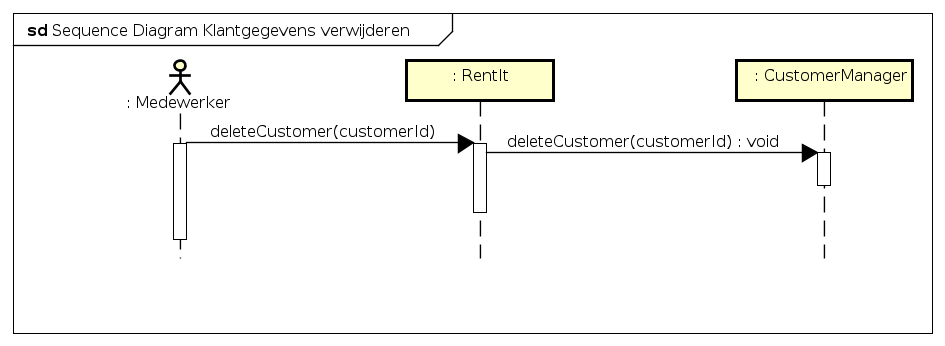 sd Sequence Diagram Klantgegevens verwijderen
: Medewerker
: RentIt
: CustomerManager
deleteCustomer(customerId)
deleteCustomer(customerId) : void